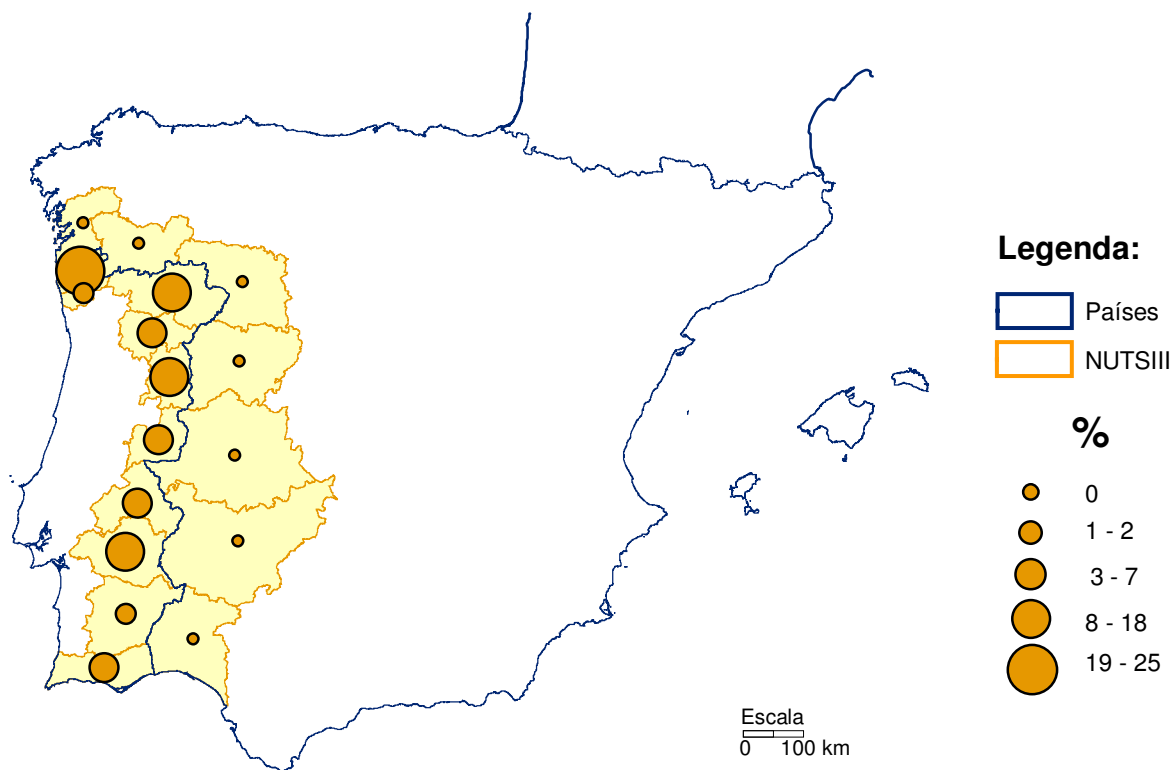 Legenda:
Países
NUTSIII
%
0
1 - 2
3 - 7
8 - 18
19 - 25
Escala
0 100 km